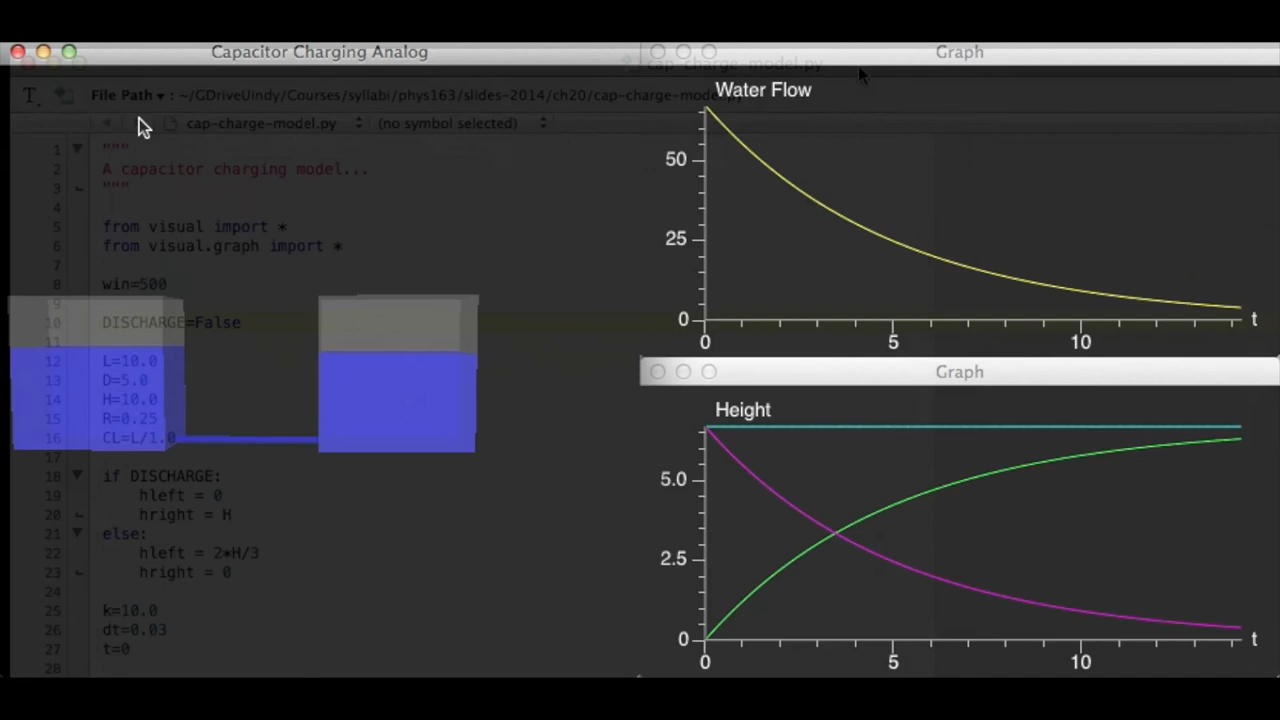 Capacitor Charging Analog
cap-charge-model.py
File Path ▾ : ~/GDriveUindy/Courses/syllabi/phys163/slides-2014/ch20/cap-charge-model.py
cap-charge-model.py (no symbol selected)
1 """
2 A capacitor charging model...
3 """
4
5 from visual import *
6 from visual.graph import *
7
8 win=500
9
10 DISCHARGE=False
11
12 L=10.0
13 D=5.0
14 H=10.0
15 R=0.25
16 CL=L/1.0
17
18 if DISCHARGE:
19 hleft = 0
20 hright = H
21 else:
22 hleft = 2*H/3
23 hright = 0
24
25 k=10.0
26 dt=0.03
27 t=0
28
Graph
Water Flow
50
25
0
0 5 10 t
Graph
Height
5.0
2.5
0
0 5 10 t